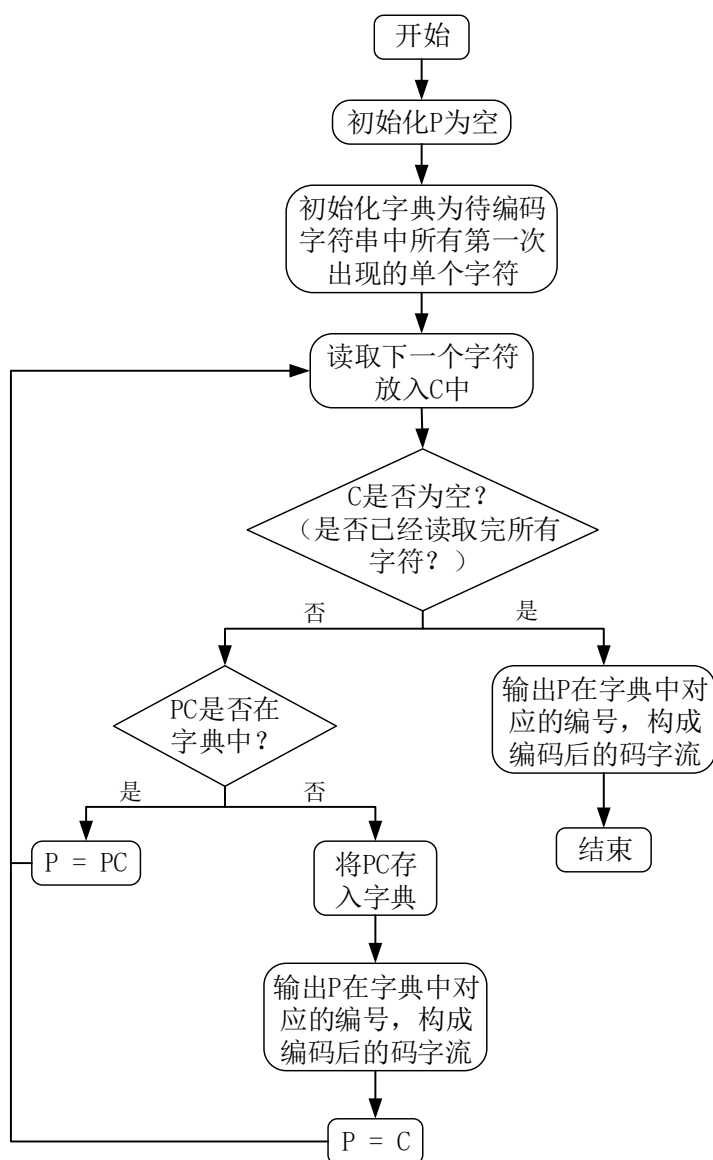 开始
初始化P为空
初始化字典为待编码
字符串中所有第一次
出现的单个字符
读取下一个字符
放入C中
C是否为空？
（是否已经读取完所有
字符？）
否
是
PC是否在
字典中？
输出P在字典中对
应的编号，构成
编码后的码字流
是
否
P = PC
将PC存
入字典
结束
输出P在字典中对
应的编号，构成
编码后的码字流
P = C